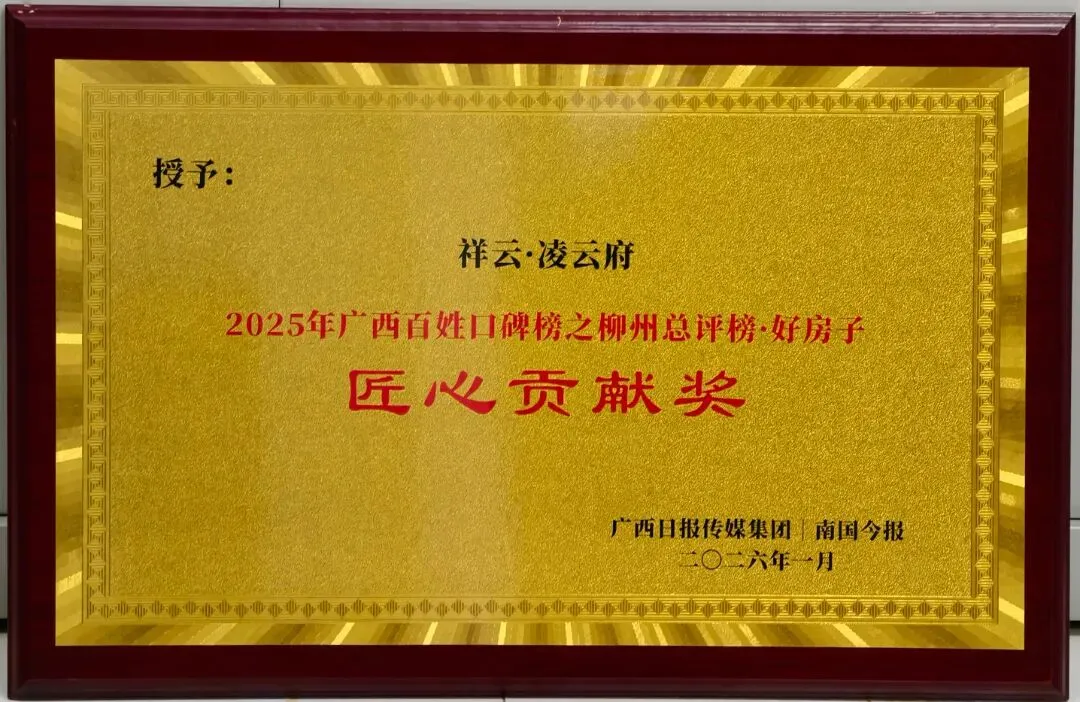 授予：
祥云·凌云府
2025年广西百姓口碑榜之柳州总评榜·好房子
匠心贡献奖
广西日报传媒集团｜南国今报
二〇二六年一月